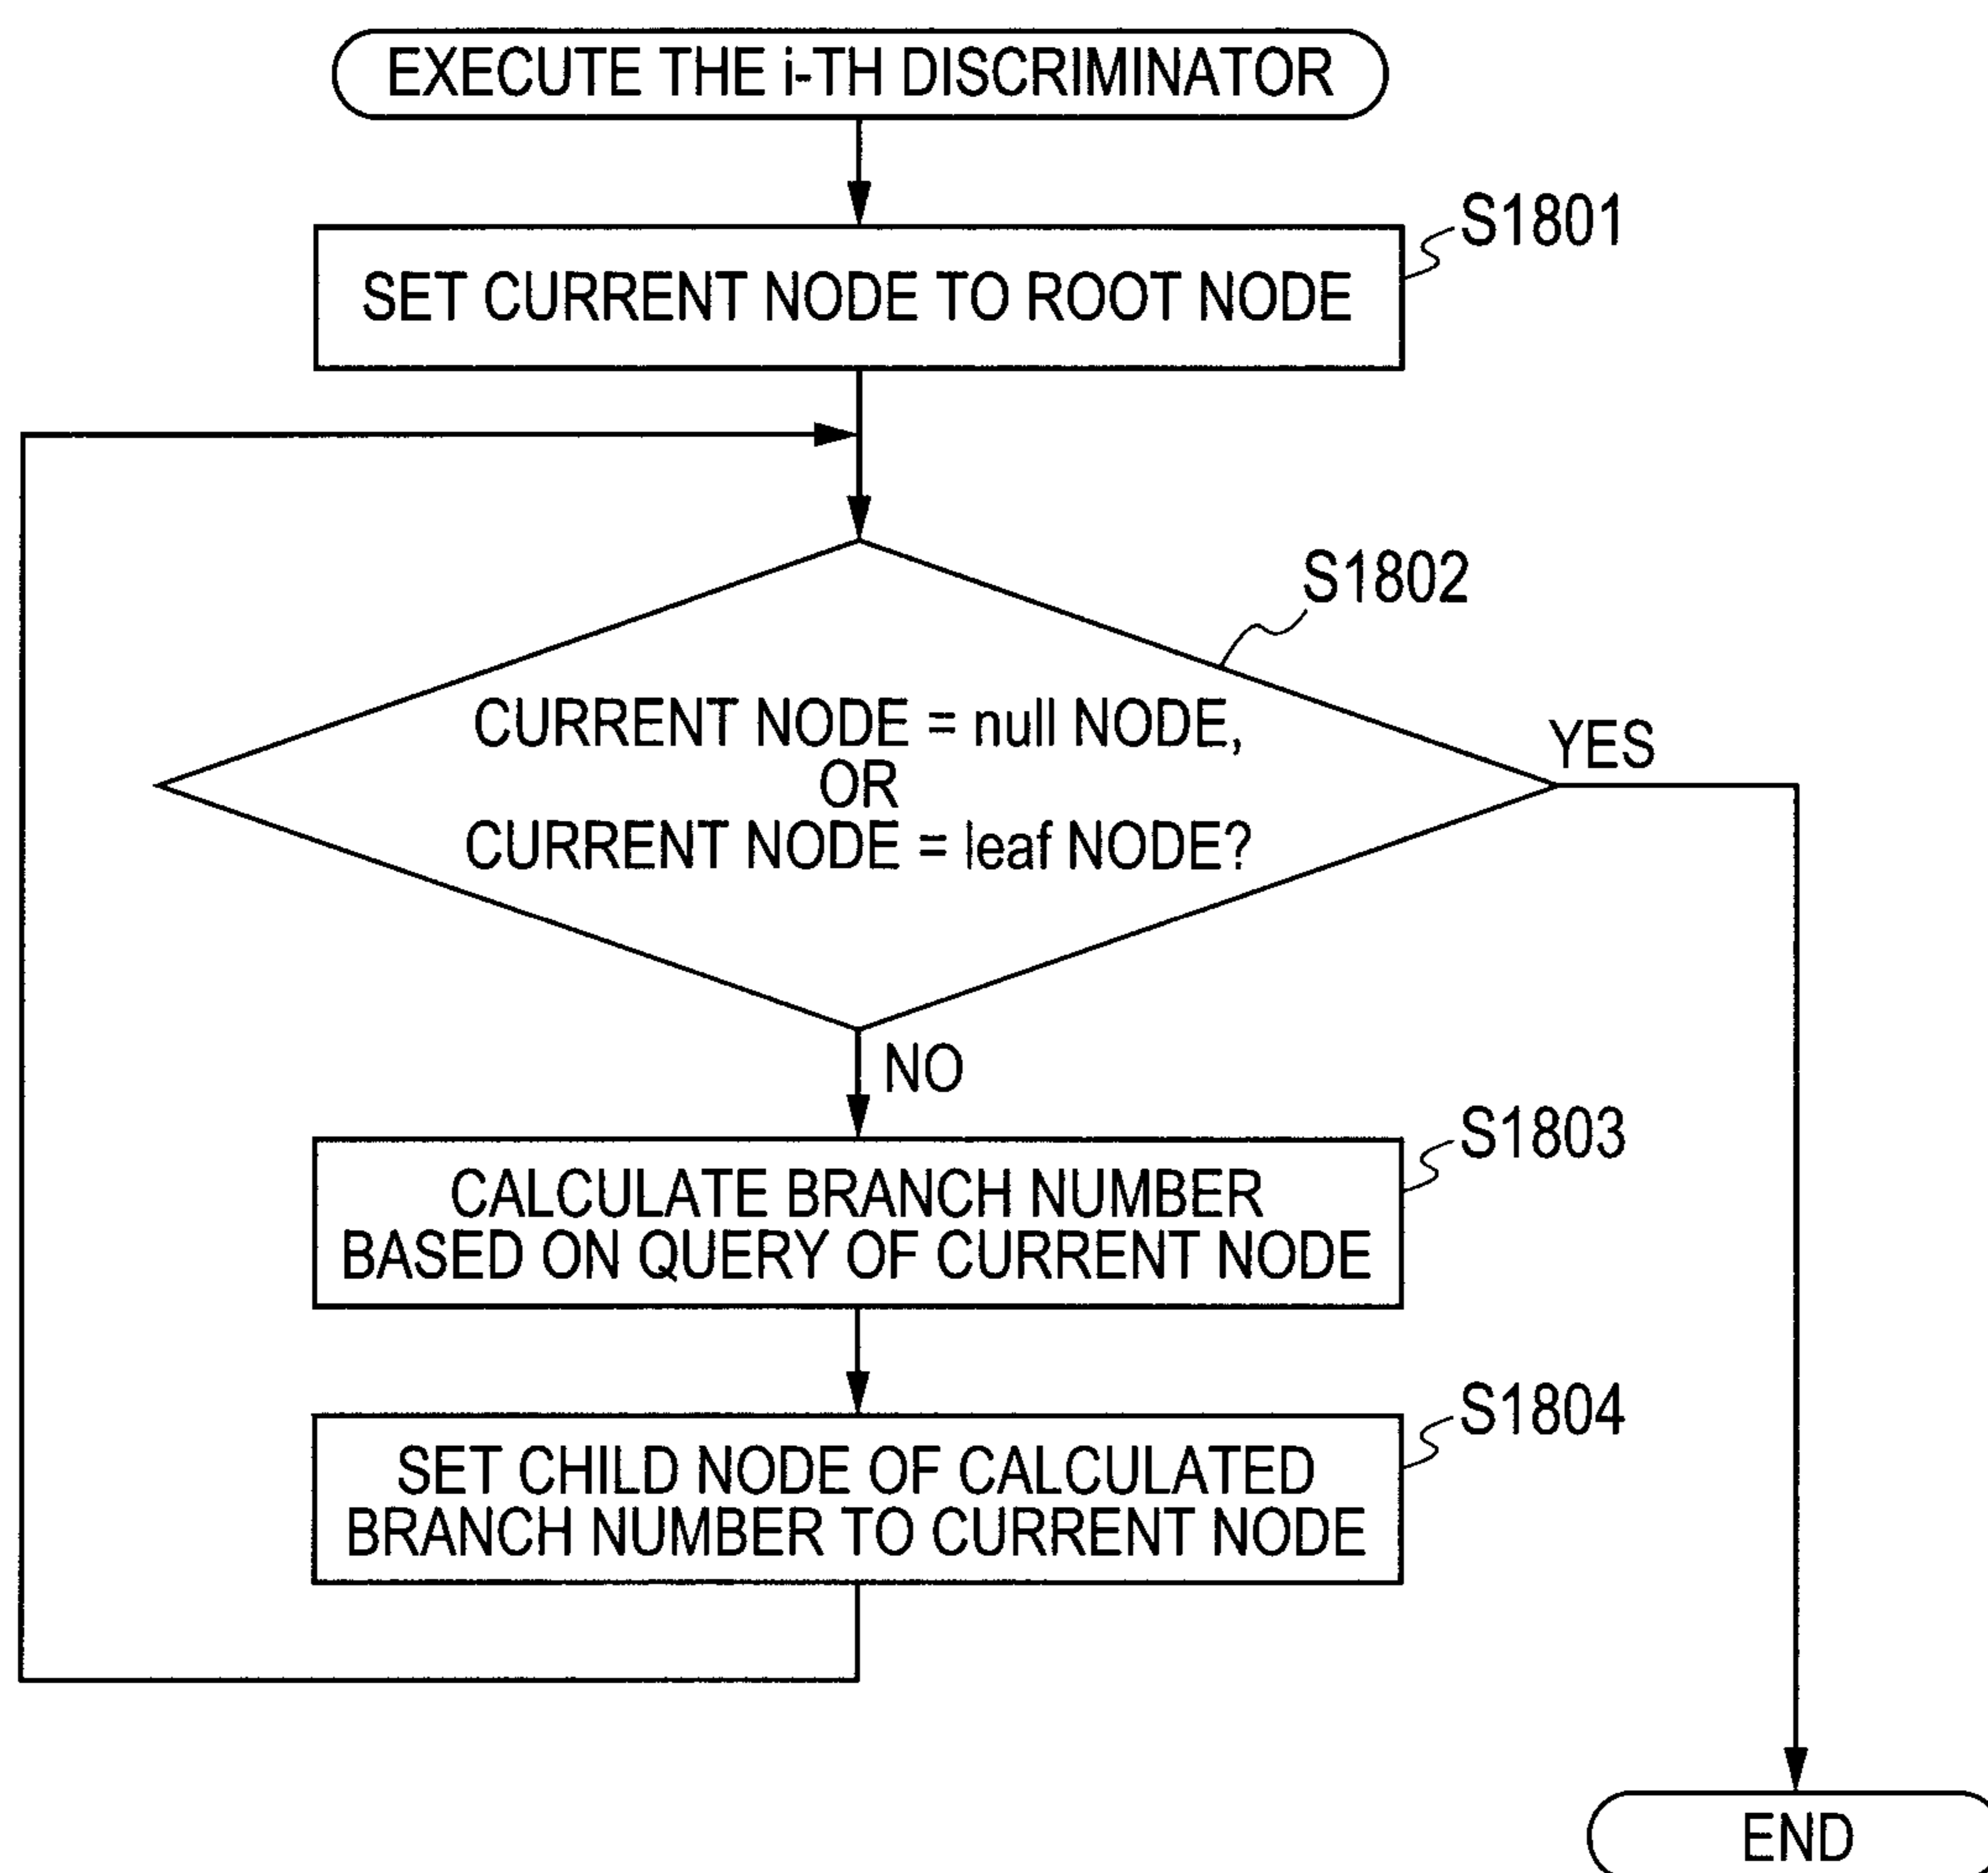 EXECUTE THE i-TH DISCRIMINATOR
S1801
SET CURRENT NODE TO ROOT NODE
S1802
CURRENT NODE = null NODE,
OR
CURRENT NODE = leaf NODE?
YES
NO
S1803
CALCULATE BRANCH NUMBER
BASED ON QUERY OF CURRENT NODE
S1804
SET CHILD NODE OF CALCULATED
BRANCH NUMBER TO CURRENT NODE
END